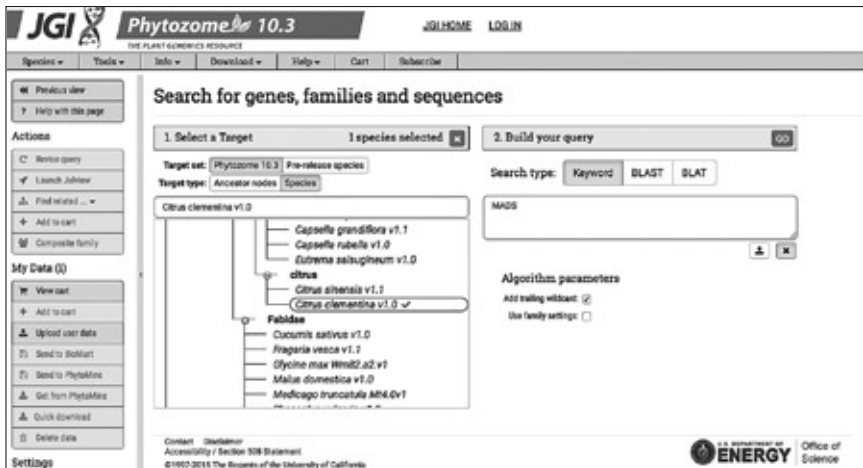 JGI Phytozome 10.3
THE PLANT GENOMICS RESOURCE
JGI HOME LOG IN
Species Tools Info Download Help Cart Subscribe
Previous view
? Help with this page
Actions
Revise query
Launch Jalview
Find related ...
+ Add to cart
Composite family
My Data (1)
View cart
+ Add to cart
Upload user data
Send to BioMart
Send to PhytoMine
Get from PhytoMine
Quick download
Delete data
Settings
Search for genes, families and sequences
1. Select a Target 1 species selected
Target set: Phytozome 10.3 Pre-release species
Target type: Ancestor nodes Species
Citrus clementina v1.0
Capsella grandiflora v1.1
Capsella rubella v1.0
Eutrema salsugineum v1.0
citrus
Citrus sinensis v1.1
Citrus clementina v1.0 ✓
Fabidae
Cucumis sativus v1.0
Fragaria vesca v1.1
Glycine max Wm82.a2.v1
Malus domestica v1.0
Medicago truncatula Mt4.0v1
2. Build your query GO
Search type: Keyword BLAST BLAT
MADS
Algorithm parameters
Add trailing wildcard:
Use family settings:
Contact Disclaimer
Accessibility / Section 508 Statement
©1997-2015 The Regents of the University of California
U.S. DEPARTMENT OF
ENERGY
Office of
Science